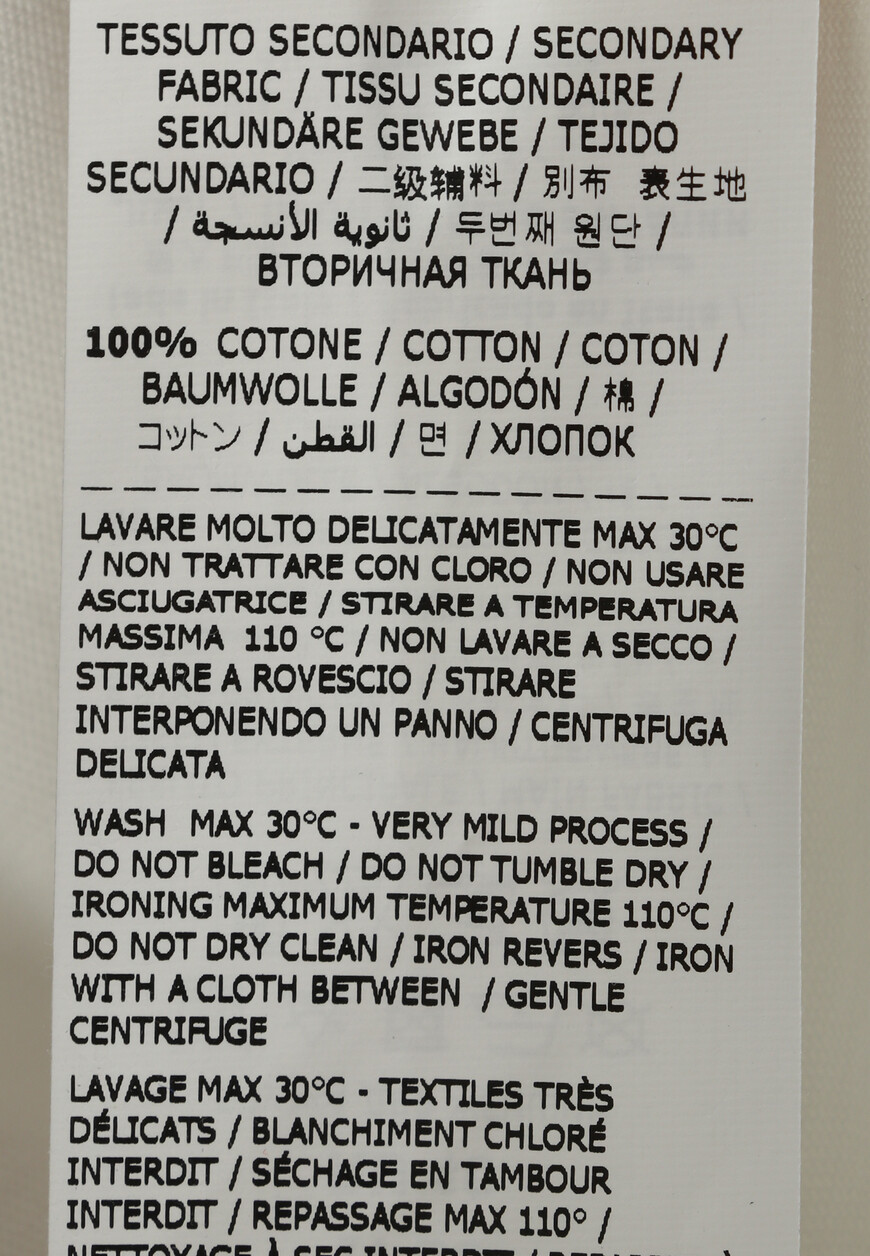 TESSUTO SECONDARIO / SECONDARY
FABRIC / TISSU SECONDAIRE /
SEKUNDÄRE GEWEBE / TEJIDO
SECUNDARIO / 二级辅料 / 別布 表生地
/ ثانوية الأنسجة / 두번째 원단 /
ВТОРИЧНАЯ ТКАНЬ
100% COTONE / COTTON / COTON /
BAUMWOLLE / ALGODÓN / 棉 /
コットン / القطن / 면 / ХЛОПОК
LAVARE MOLTO DELICATAMENTE MAX 30°C
/ NON TRATTARE CON CLORO / NON USARE
ASCIUGATRICE / STIRARE A TEMPERATURA
MASSIMA 110 °C / NON LAVARE A SECCO /
STIRARE A ROVESCIO / STIRARE
INTERPONENDO UN PANNO / CENTRIFUGA
DELICATA
WASH MAX 30°C - VERY MILD PROCESS /
DO NOT BLEACH / DO NOT TUMBLE DRY /
IRONING MAXIMUM TEMPERATURE 110°C /
DO NOT DRY CLEAN / IRON REVERS / IRON
WITH A CLOTH BETWEEN / GENTLE
CENTRIFUGE
LAVAGE MAX 30°C - TEXTILES TRÈS
DÉLICATS / BLANCHIMENT CHLORÉ
INTERDIT / SÉCHAGE EN TAMBOUR
INTERDIT / REPASSAGE MAX 110° /
NETTOYAGE À SEC INTERDIT /